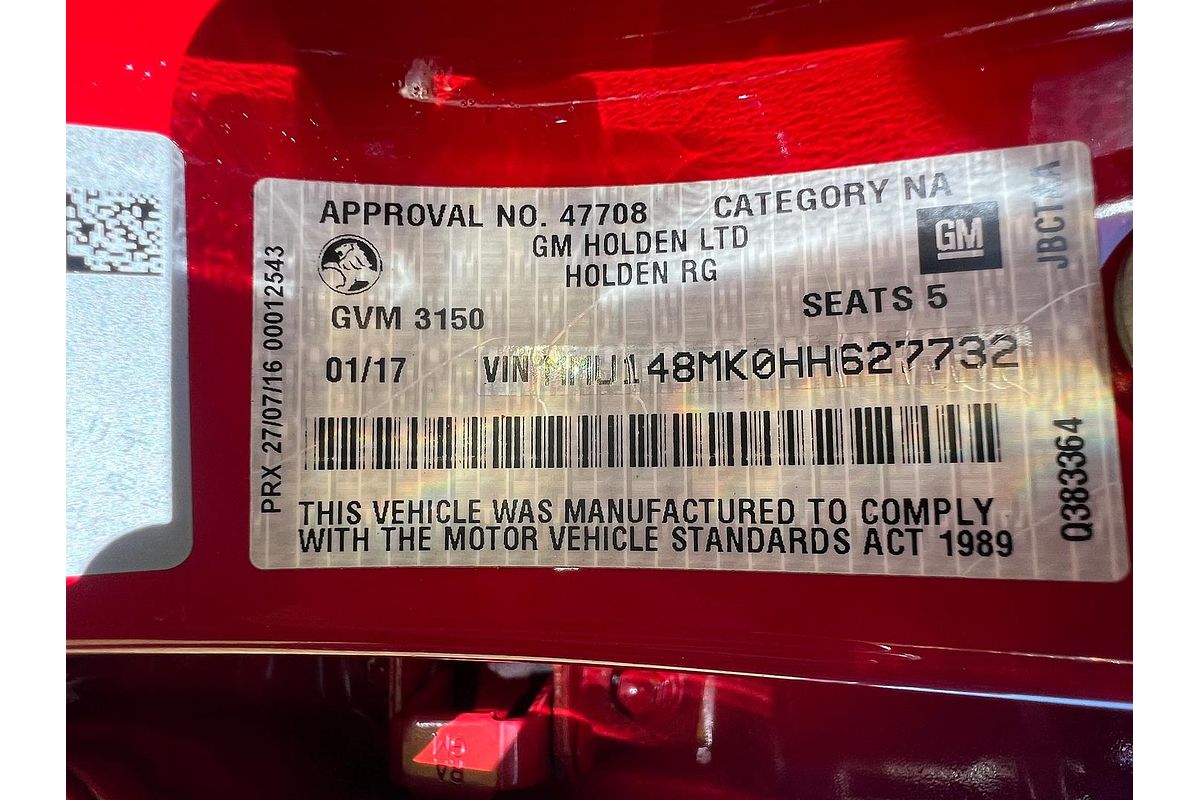 APPROVAL NO. 47708 CATEGORY NA
GM HOLDEN LTD
HOLDEN RG
GM
GVM 3150
SEATS 5
01/17
VIN MMU148MK0HH627732
THIS VEHICLE WAS MANUFACTURED TO COMPLY
WITH THE MOTOR VEHICLE STANDARDS ACT 1989
PRX 27/07/16 00012543
Q383364